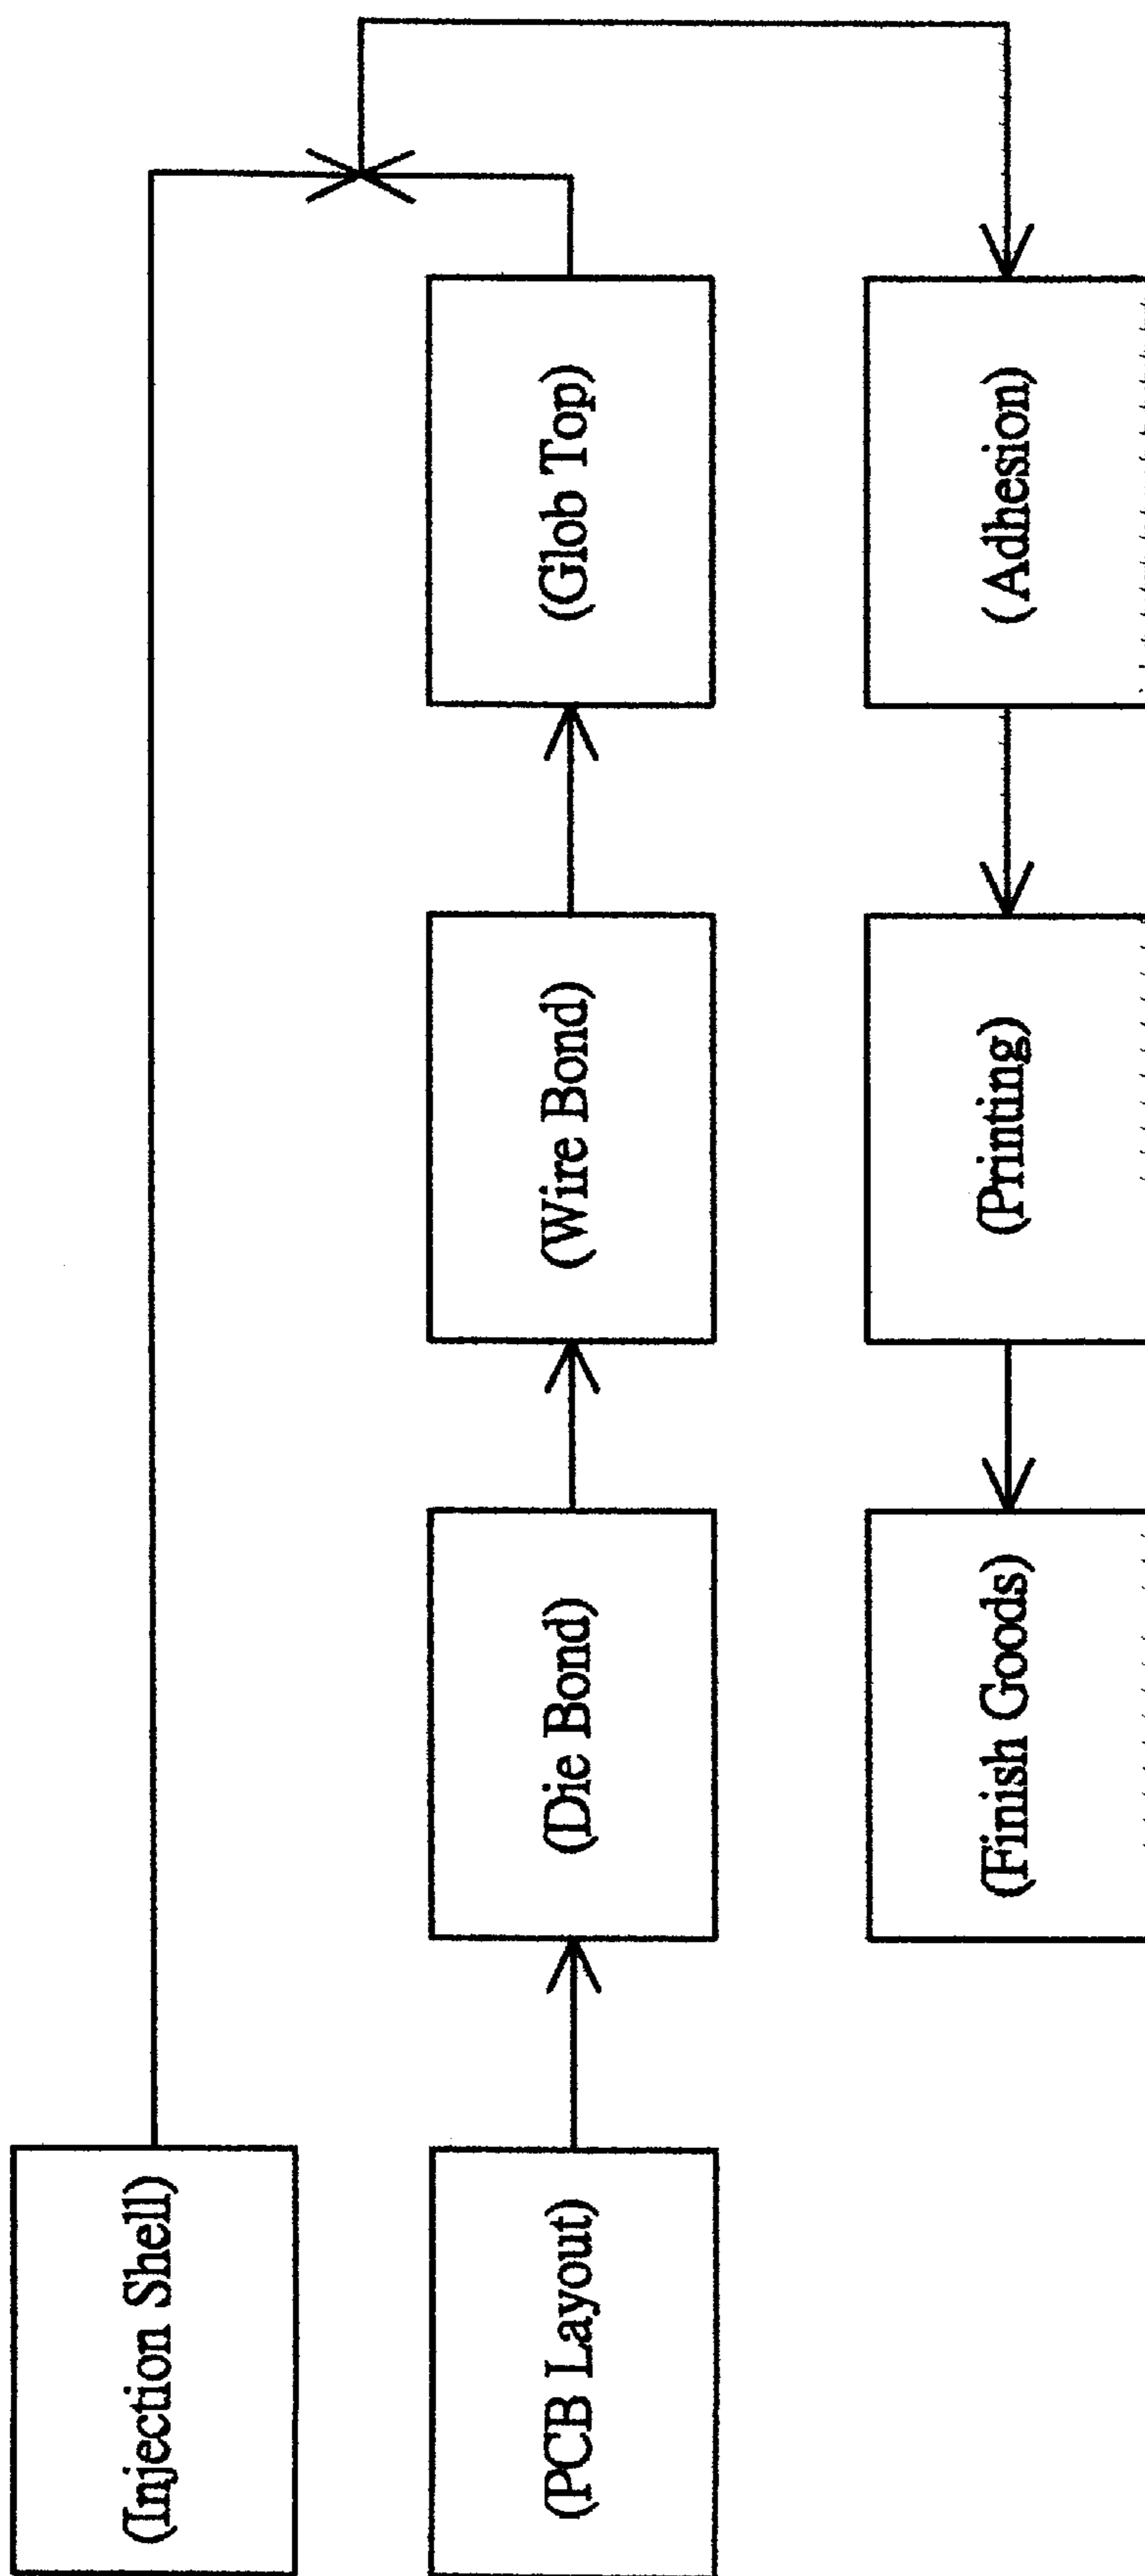 (Injection Shell)
(PCB Layout)
(Die Bond)
(Wire Bond)
(Glob Top)
(Adhesion)
(Printing)
(Finish Goods)